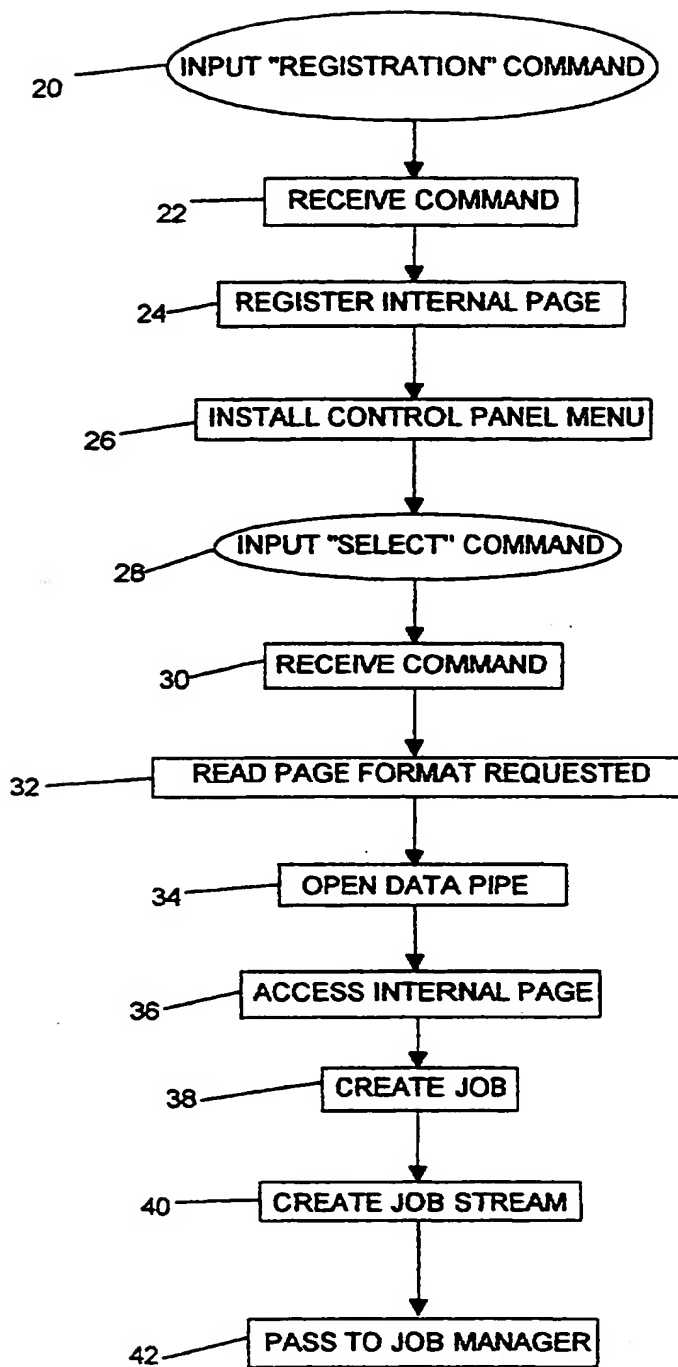 INPUT "REGISTRATION" COMMAND
20
RECEIVE COMMAND
22
REGISTER INTERNAL PAGE
24
INSTALL CONTROL PANEL MENU
26
INPUT "SELECT" COMMAND
28
RECEIVE COMMAND
30
READ PAGE FORMAT REQUESTED
32
OPEN DATA PIPE
34
ACCESS INTERNAL PAGE
36
CREATE JOB
38
CREATE JOB STREAM
40
PASS TO JOB MANAGER
42